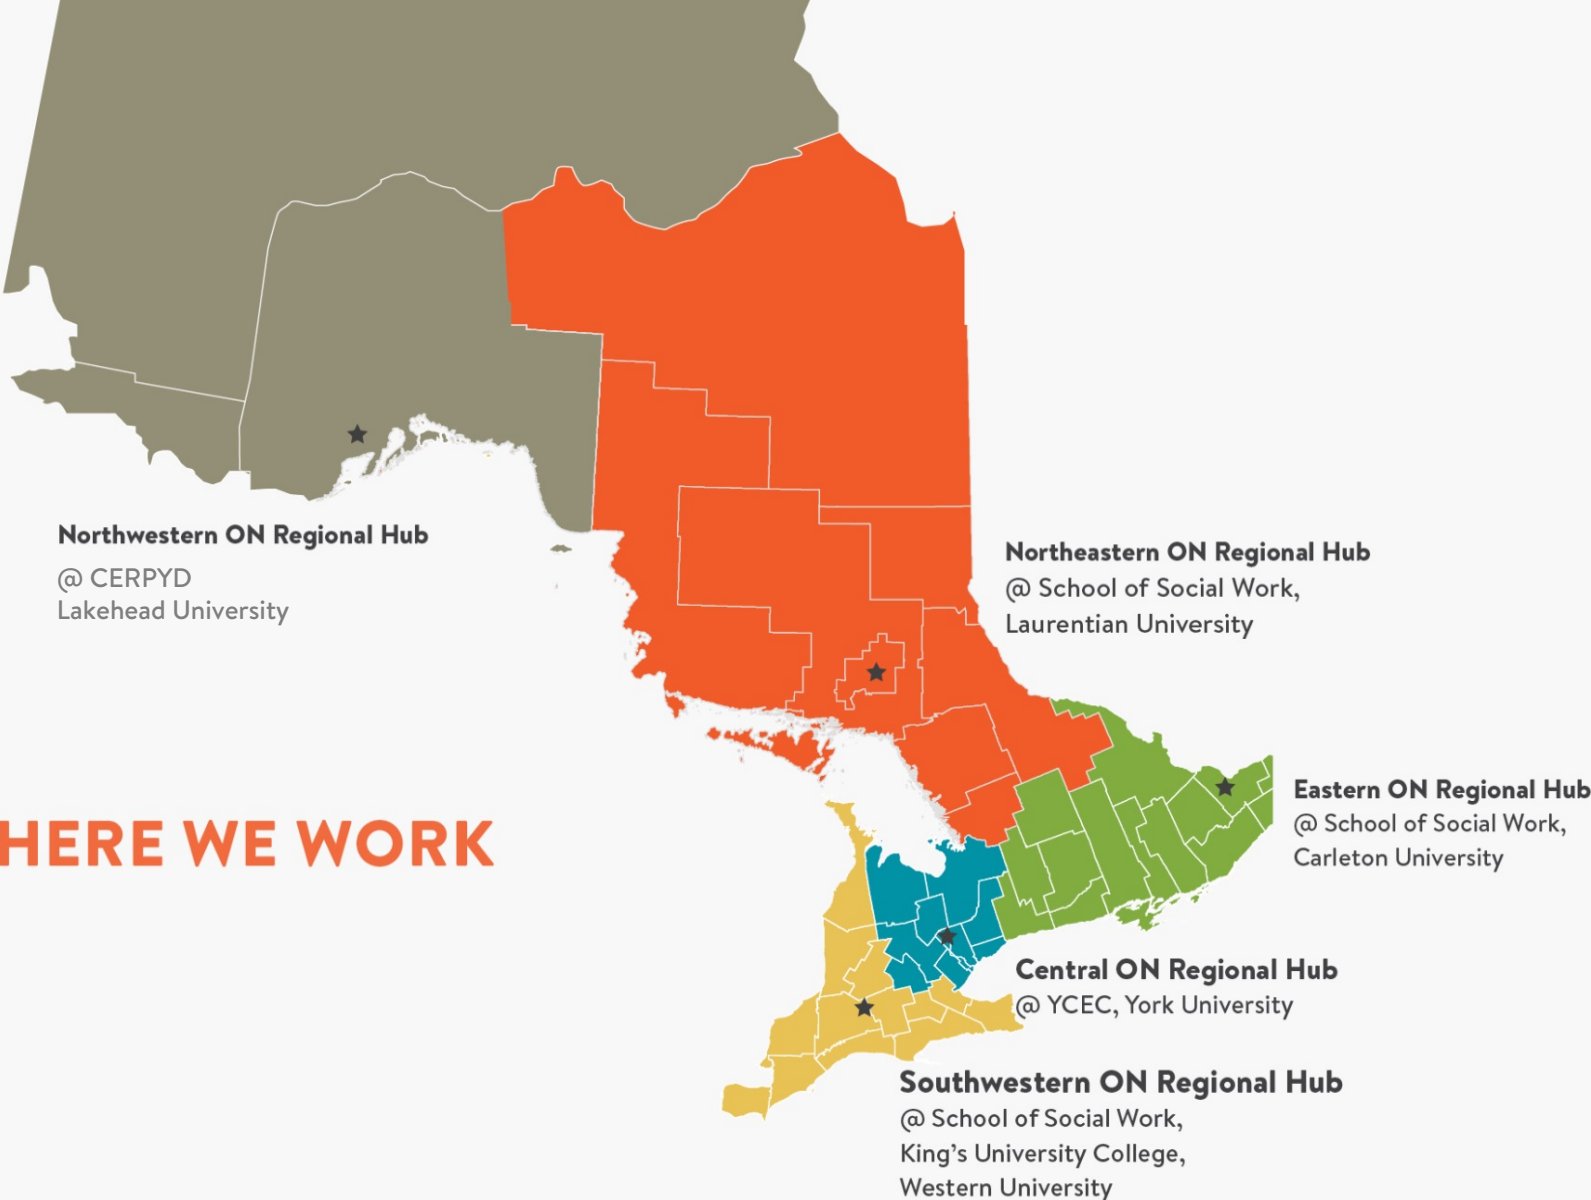 Northwestern ON Regional Hub
@ CERPYD
Lakehead University
Northeastern ON Regional Hub
@ School of Social Work,
Laurentian University
HERE WE WORK
Eastern ON Regional Hub
@ School of Social Work,
Carleton University
Central ON Regional Hub
@ YCEC, York University
Southwestern ON Regional Hub
@ School of Social Work,
King's University College,
Western University